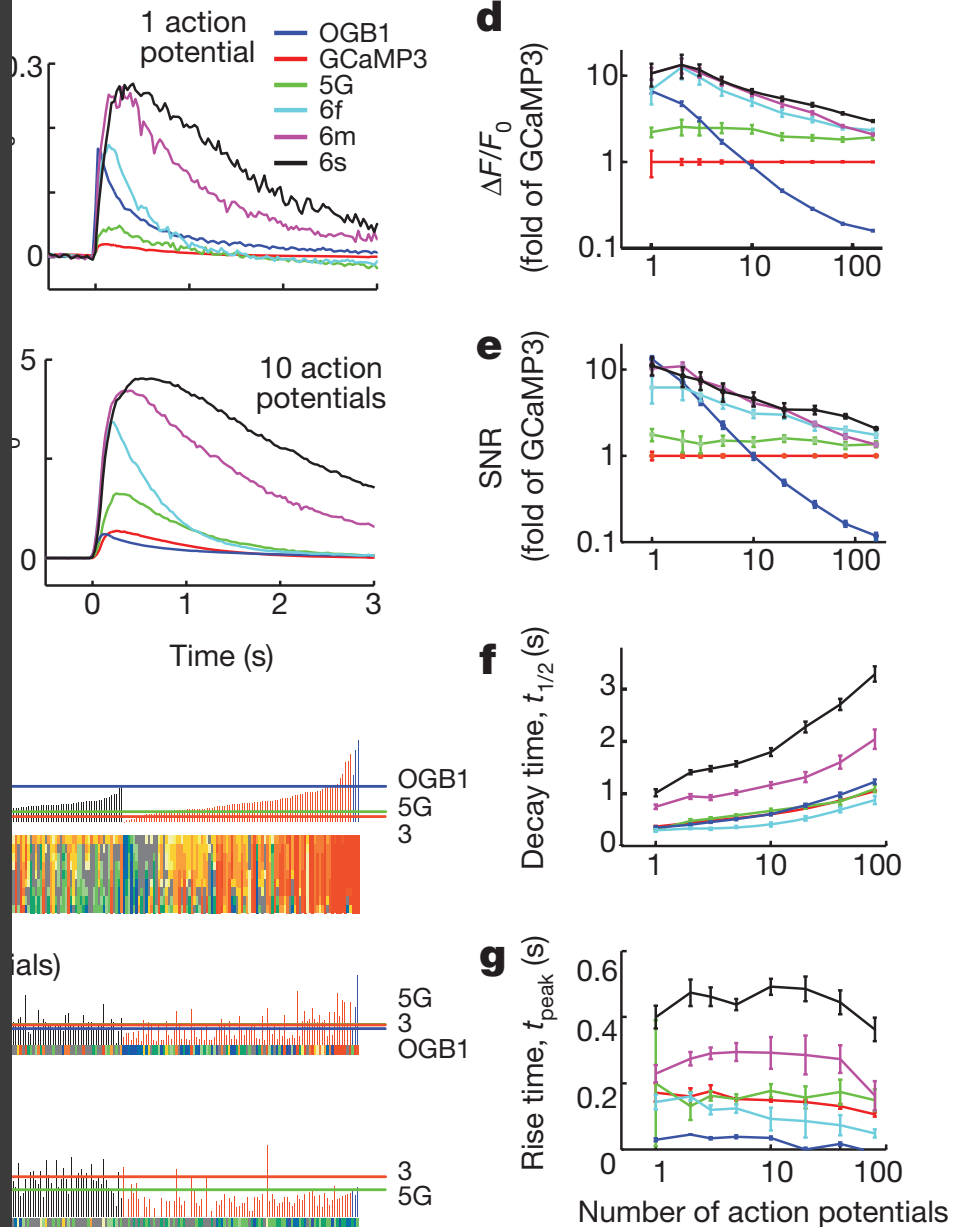 1 action
potential
OGB1
GCaMP3
5G
6f
6m
6s
0.3
0
10 action
potentials
5
0
0
1
2
3
Time (s)
OGB1
5G
3
ials)
5G
3
OGB1
3
5G
d
ΔF/F0
(fold of GCaMP3)
10
1
0.1
1
10
100
e
SNR
(fold of GCaMP3)
10
1
0.1
1
10
100
f
Decay time, t1/2 (s)
3
2
1
0
1
10
100
g
Rise time, tpeak (s)
0.6
0.4
0.2
0
1
10
100
Number of action potentials